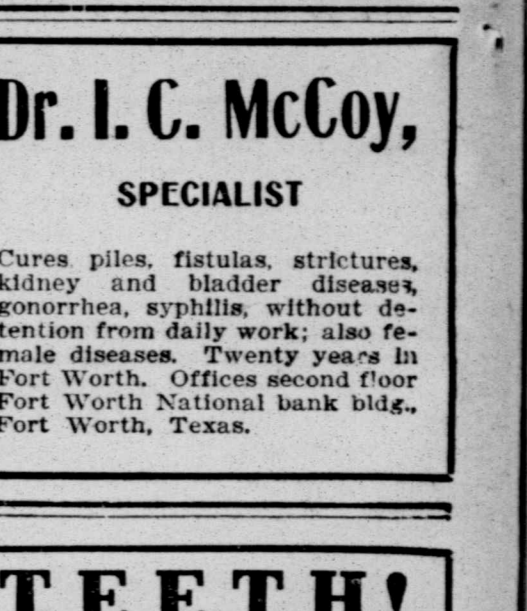 Dr. I. C. McCoy,
SPECIALIST
Cures piles, fistulas, strictures,
kidney and bladder diseases,
gonorrhea, syphilis, without de-
tention from daily work; also fe-
male diseases. Twenty years in
Fort Worth. Offices second floor
Fort Worth National bank bldg.,
Fort Worth, Texas.
TEETH!